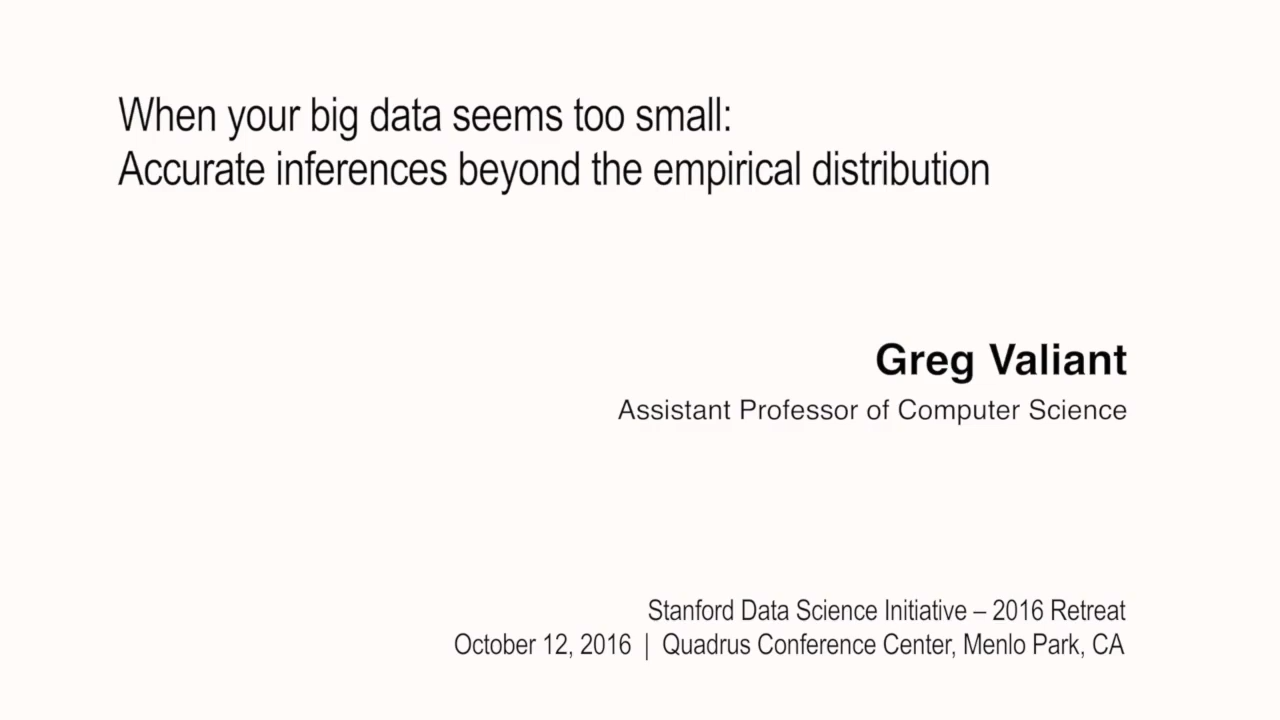 When your big data seems too small:
Accurate inferences beyond the empirical distribution
Greg Valiant
Assistant Professor of Computer Science
Stanford Data Science Initiative – 2016 Retreat
October 12, 2016 | Quadrus Conference Center, Menlo Park, CA